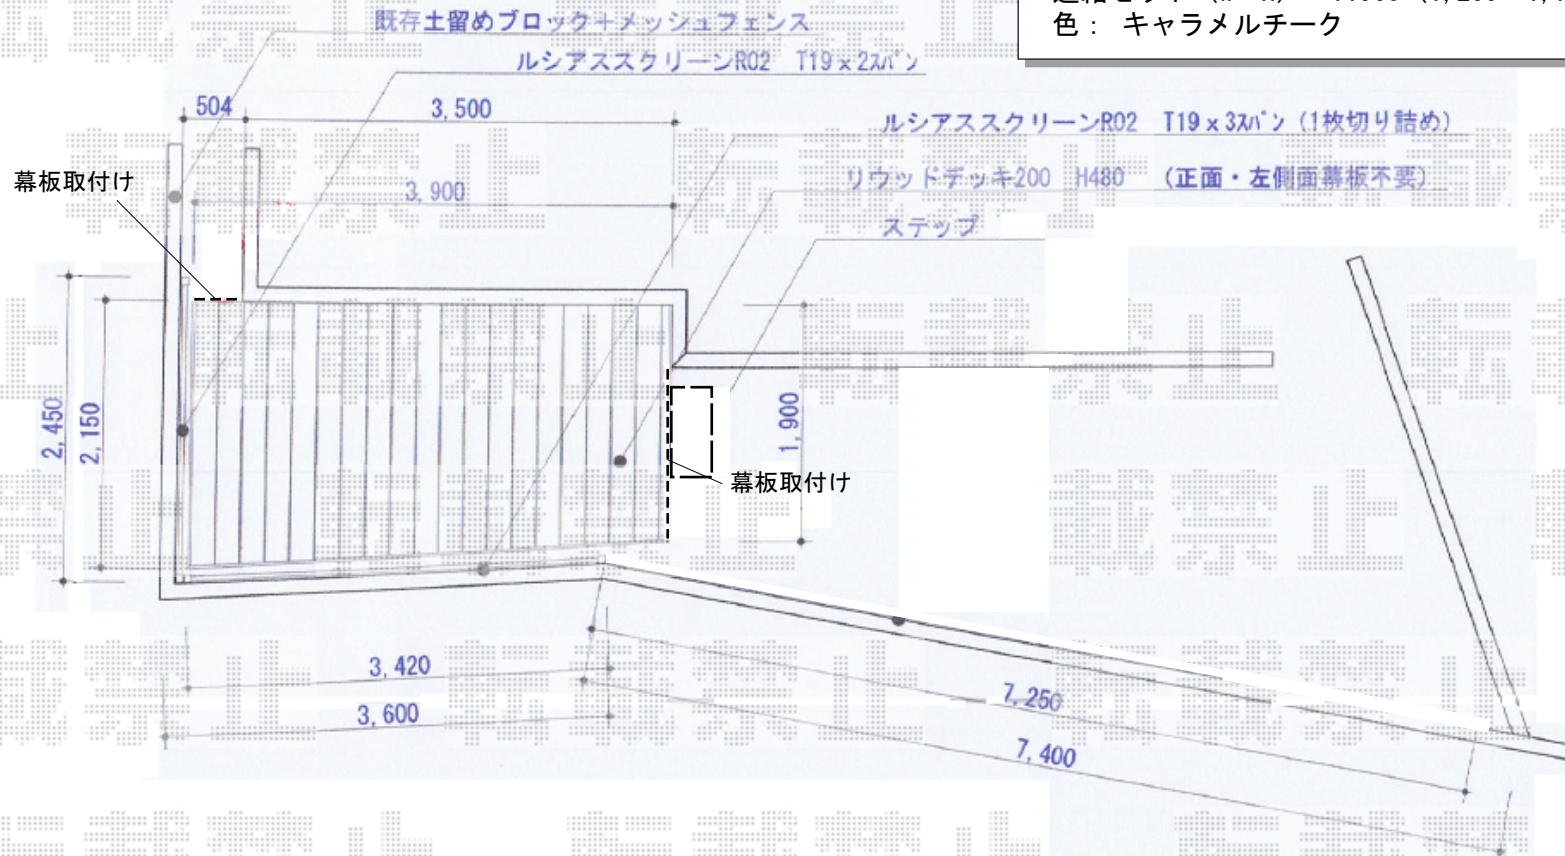 色： キャラメルチーク
既存土留めブロック＋メッシュフェンス
ルシアススクリーンR02　T19×2ｽﾊﾟﾝ
504
3,500
ルシアススクリーンR02　T19×3ｽﾊﾟﾝ（1枚切り詰め）
幕板取付け
3,900
リウッドデッキ200　H480　（正面・左側面幕板不要）
ステップ
2,450
2,150
1,900
幕板取付け
3,420
3,600
7,250
7,400